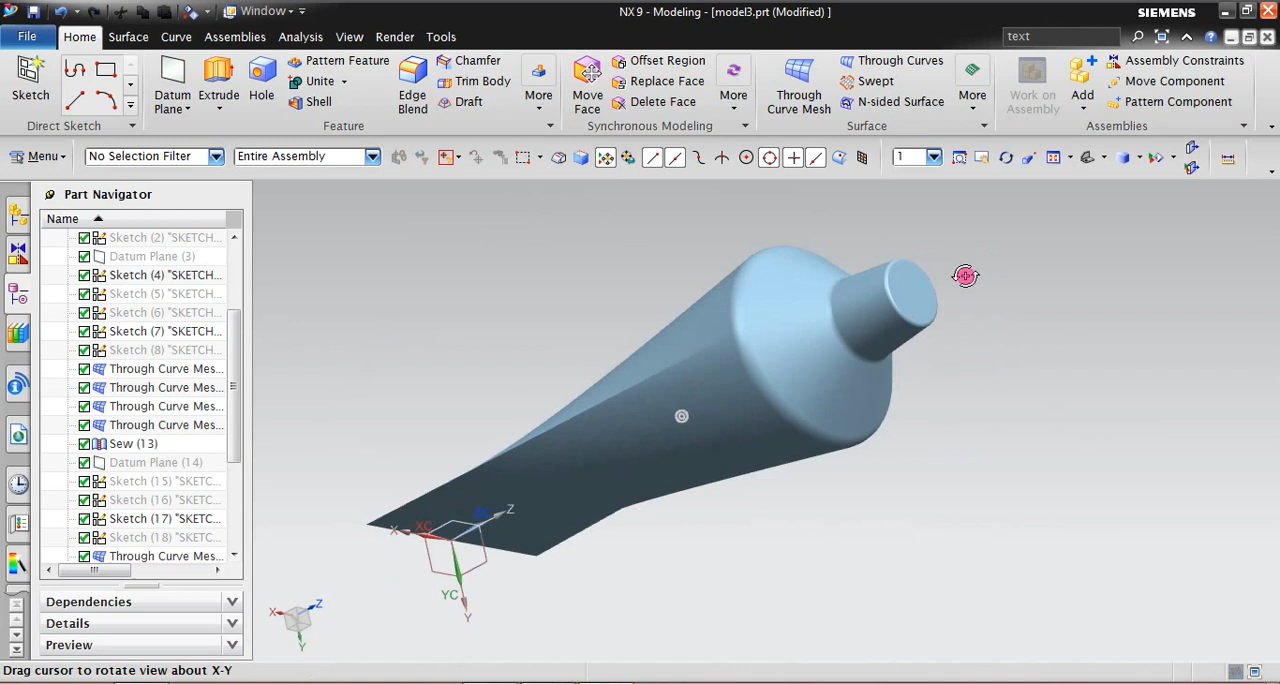 Window
NX 9 - Modeling - [model3.prt (Modified) ]
SIEMENS
File Home Surface Curve Assemblies Analysis View Render Tools text
Sketch
Direct Sketch
Datum Plane
Extrude
Hole
Pattern Feature
Unite
Shell
Edge Blend
Chamfer
Trim Body
Draft
More
Feature
Move Face
Offset Region
Replace Face
Delete Face
More
Synchronous Modeling
Through Curve Mesh
Through Curves
Swept
N-sided Surface
More
Surface
Work on Assembly
Add
Assembly Constraints
Move Component
Pattern Component
Assemblies
Menu No Selection Filter Entire Assembly 1
Part Navigator
Name
Sketch (2) "SKETCH...
Datum Plane (3)
Sketch (4) "SKETCH...
Sketch (5) "SKETCH...
Sketch (6) "SKETCH...
Sketch (7) "SKETCH...
Sketch (8) "SKETCH...
Through Curve Mes...
Through Curve Mes...
Through Curve Mes...
Through Curve Mes...
Sew (13)
Datum Plane (14)
Sketch (15) "SKETC...
Sketch (16) "SKETC...
Sketch (17) "SKETC...
Sketch (18) "SKETC...
Through Curve Mes...
Dependencies
Details
Preview
X XC ZC Z
YC Y
X Z
Y
Drag cursor to rotate view about X-Y